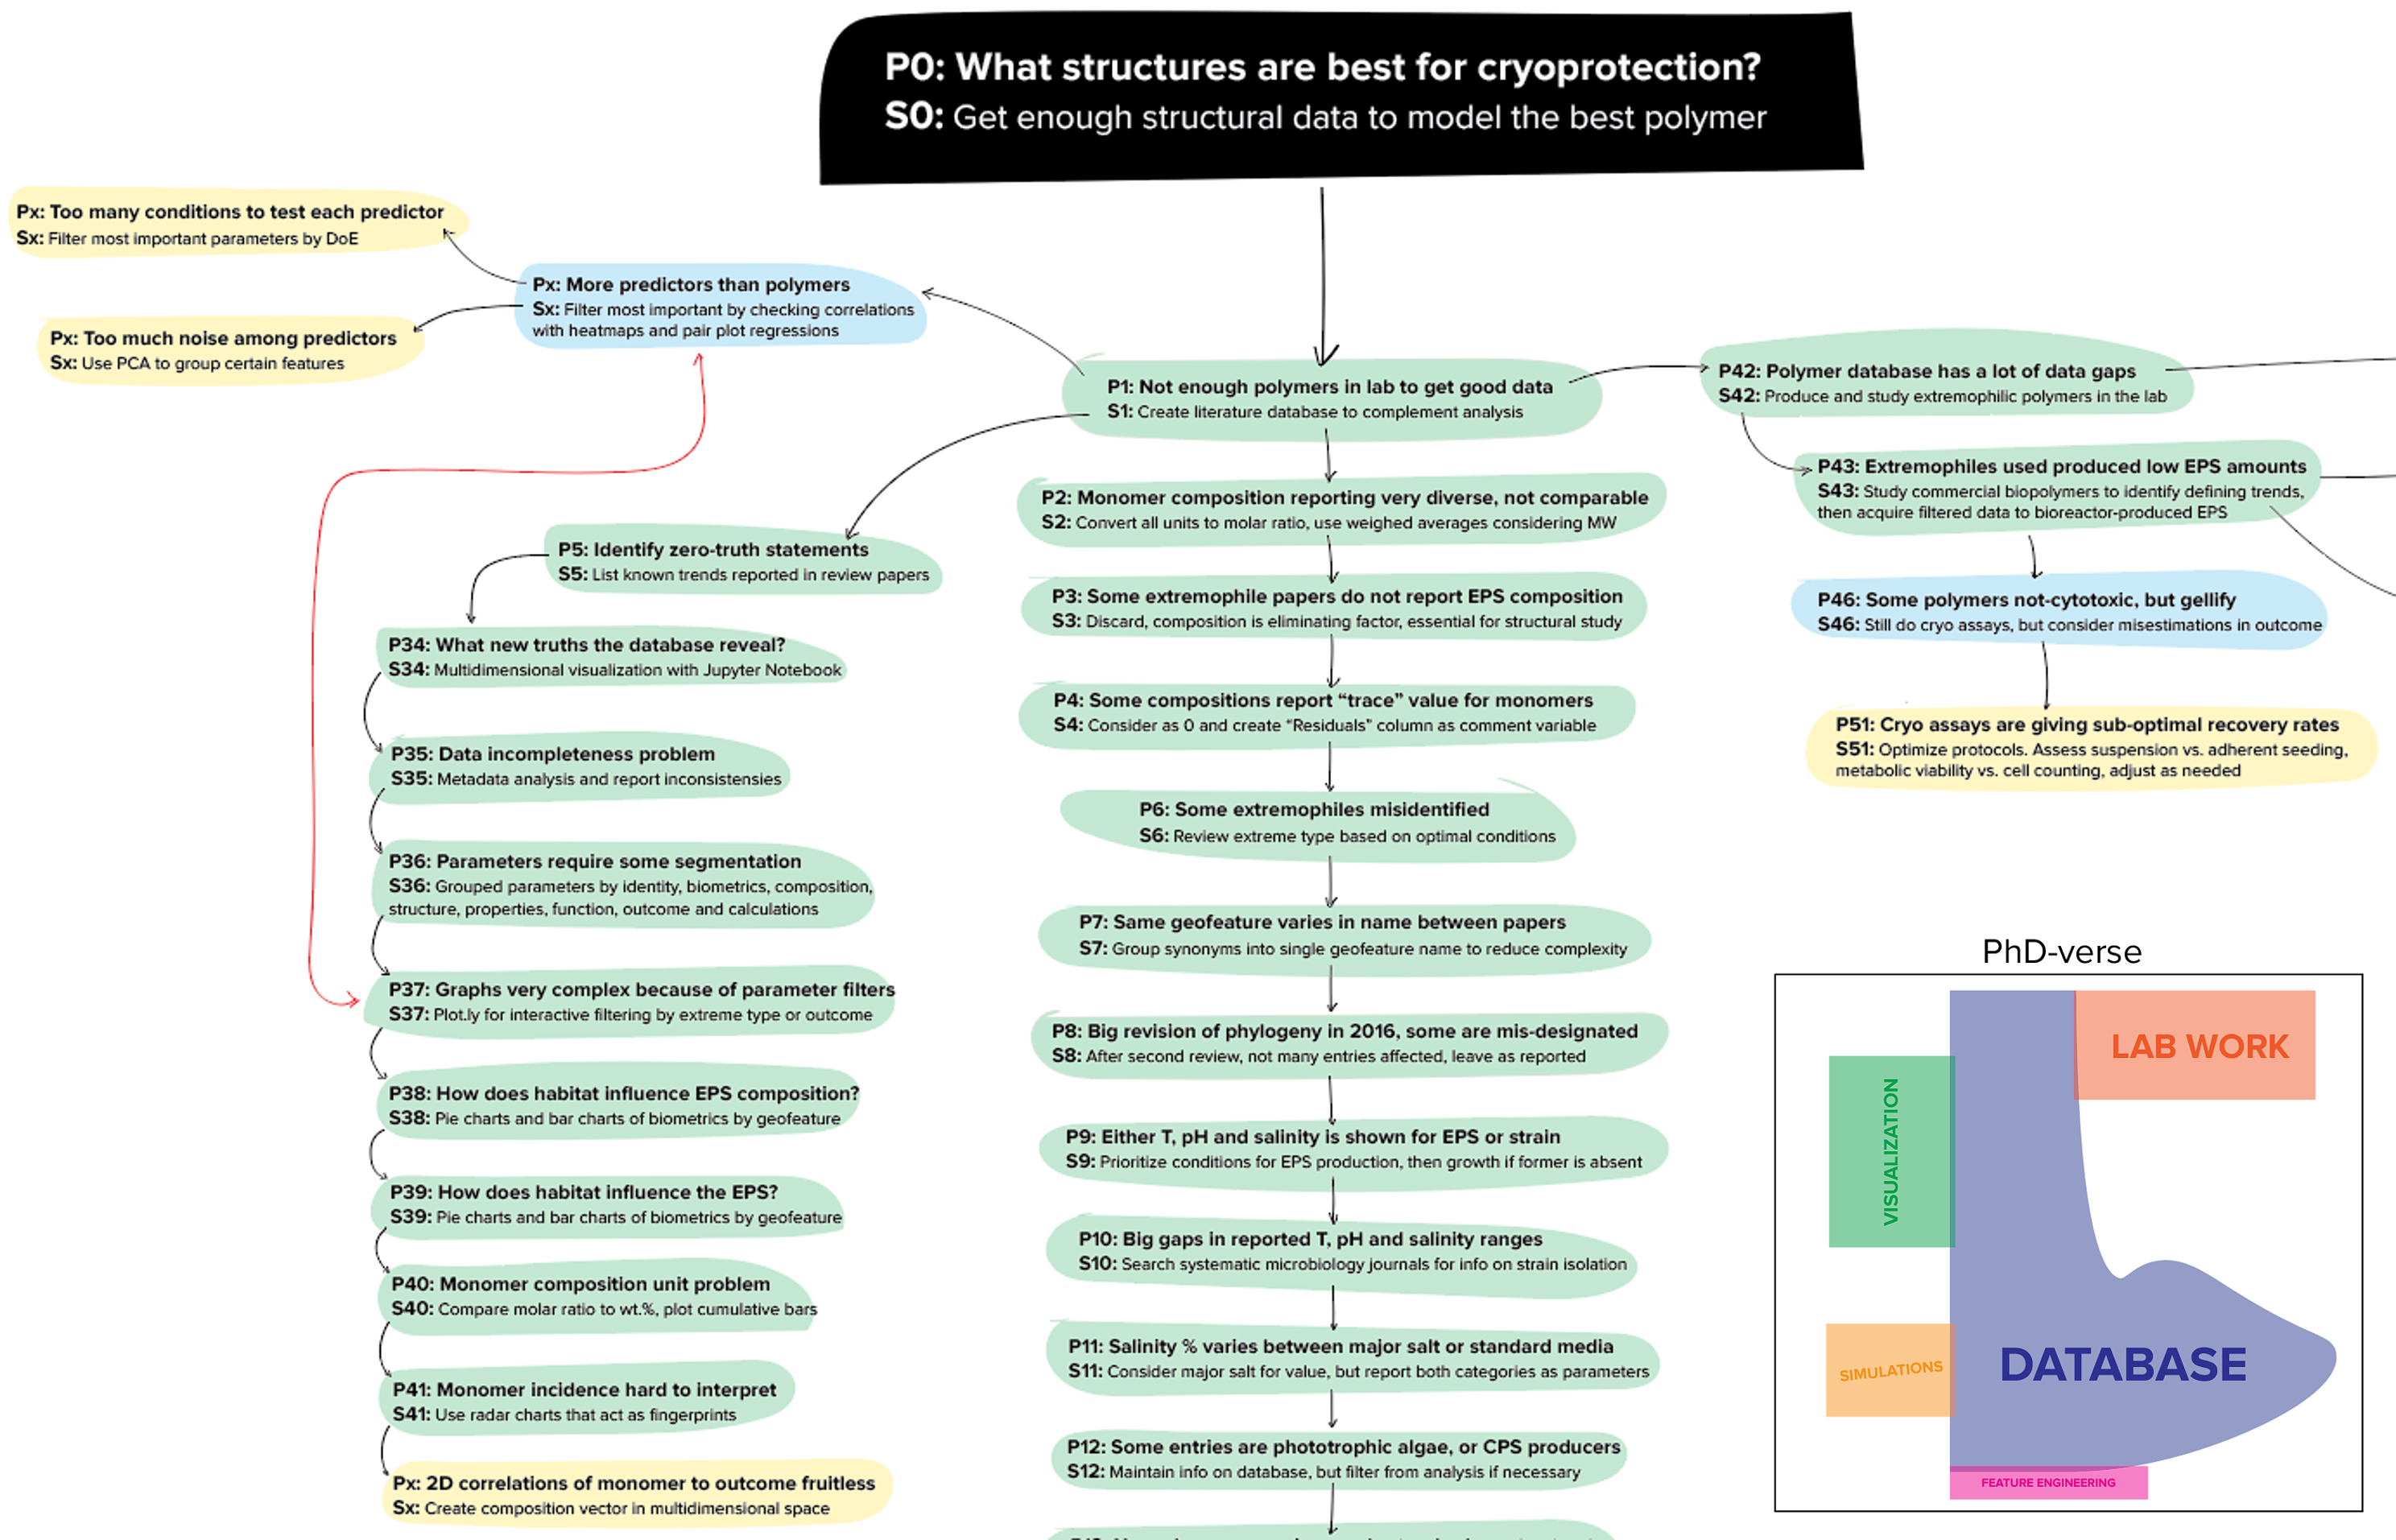 P0: What structures are best for cryoprotection?
S0: Get enough structural data to model the best polymer
Px: Too many conditions to test each predictor
Sx: Filter most important parameters by DoE
Px: More predictors than polymers
Sx: Filter most important by checking correlations
with heatmaps and pair plot regressions
Px: Too much noise among predictors
Sx: Use PCA to group certain features
P1: Not enough polymers in lab to get good data
S1: Create literature database to complement analysis
P42: Polymer database has a lot of data gaps
S42: Produce and study extremophilic polymers in the lab
P43: Extremophiles used produced low EPS amounts
S43: Study commercial biopolymers to identify defining trends,
then acquire filtered data to bioreactor-produced EPS
P46: Some polymers not-cytotoxic, but gellify
S46: Still do cryo assays, but consider misestimations in outcome
P51: Cryo assays are giving sub-optimal recovery rates
S51: Optimize protocols. Assess suspension vs. adherent seeding,
metabolic viability vs. cell counting, adjust as needed
P2: Monomer composition reporting very diverse, not comparable
S2: Convert all units to molar ratio, use weighed averages considering MW
P3: Some extremophile papers do not report EPS composition
S3: Discard, composition is eliminating factor, essential for structural study
P4: Some compositions report “trace” value for monomers
S4: Consider as 0 and create “Residuals” column as comment variable
P6: Some extremophiles misidentified
S6: Review extreme type based on optimal conditions
P7: Same geofeature varies in name between papers
S7: Group synonyms into single geofeature name to reduce complexity
P8: Big revision of phylogeny in 2016, some are mis-designated
S8: After second review, not many entries affected, leave as reported
P9: Either T, pH and salinity is shown for EPS or strain
S9: Prioritize conditions for EPS production, then growth if former is absent
P10: Big gaps in reported T, pH and salinity ranges
S10: Search systematic microbiology journals for info on strain isolation
P11: Salinity % varies between major salt or standard media
S11: Consider major salt for value, but report both categories as parameters
P12: Some entries are phototrophic algae, or CPS producers
S12: Maintain info on database, but filter from analysis if necessary
P5: Identify zero-truth statements
S5: List known trends reported in review papers
P34: What new truths the database reveal?
S34: Multidimensional visualization with Jupyter Notebook
P35: Data incompleteness problem
S35: Metadata analysis and report inconsistensies
P36: Parameters require some segmentation
S36: Grouped parameters by identity, biometrics, composition,
structure, properties, function, outcome and calculations
P37: Graphs very complex because of parameter filters
S37: Plot.ly for interactive filtering by extreme type or outcome
P38: How does habitat influence EPS composition?
S38: Pie charts and bar charts of biometrics by geofeature
P39: How does habitat influence the EPS?
S39: Pie charts and bar charts of biometrics by geofeature
P40: Monomer composition unit problem
S40: Compare molar ratio to wt.%, plot cumulative bars
P41: Monomer incidence hard to interpret
S41: Use radar charts that act as fingerprints
Px: 2D correlations of monomer to outcome fruitless
Sx: Create composition vector in multidimensional space
PhD-verse
LAB WORK
VISUALIZATION
SIMULATIONS
DATABASE
FEATURE ENGINEERING